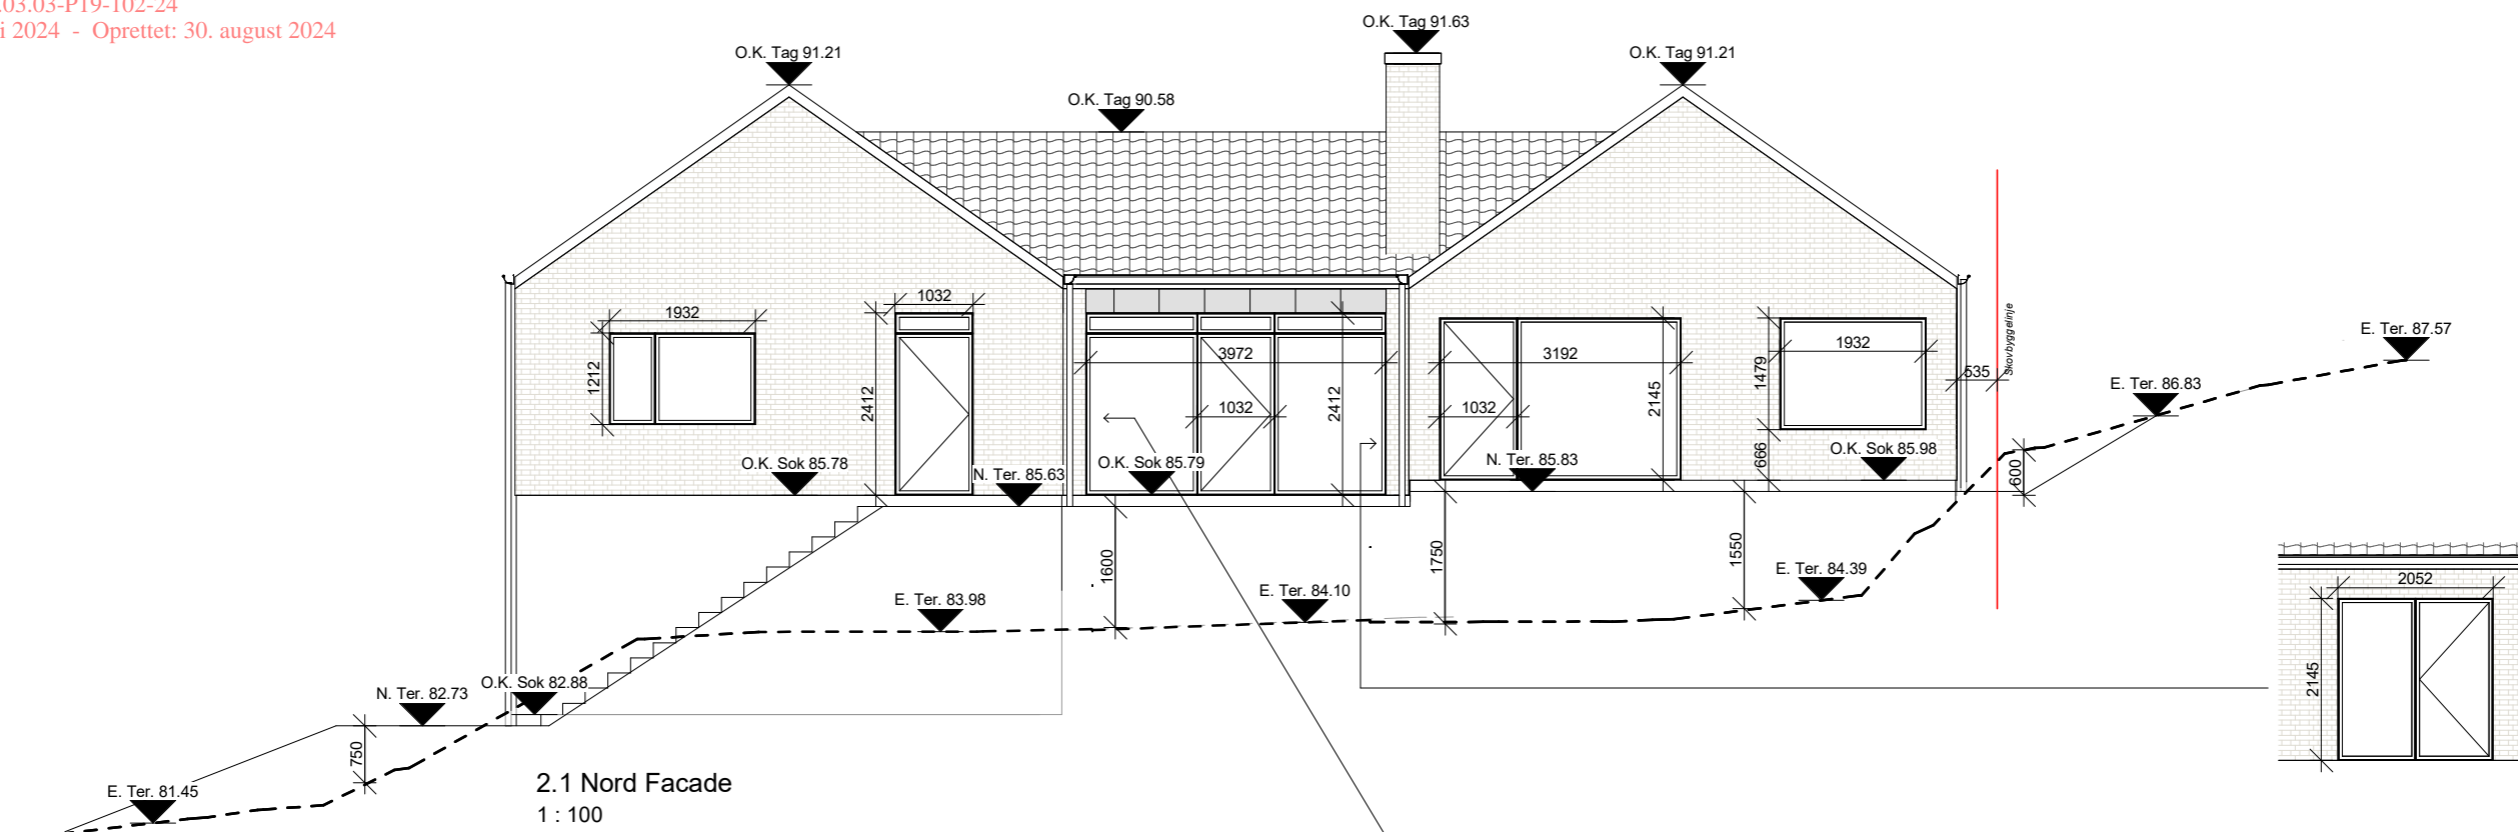 .03.03-P19-102-24
i 2024 - Oprettet: 30. august 2024
O.K. Tag 91.63
O.K. Tag 91.21
O.K. Tag 91.21
O.K. Tag 90.58
1032
1932
1212
2412
3972
1032
2412
3192
1032
2145
1932
1479
666
535
Skovbyggelinje
E. Ter. 87.57
E. Ter. 86.83
600
O.K. Sok 85.78
N. Ter. 85.63
O.K. Sok 85.79
N. Ter. 85.83
O.K. Sok 85.98
1600
1750
1550
E. Ter. 83.98
E. Ter. 84.10
E. Ter. 84.39
2052
2145
N. Ter. 82.73
O.K. Sok 82.88
750
E. Ter. 81.45
2.1 Nord Facade
1 : 100